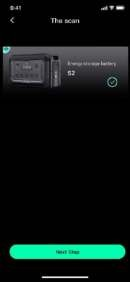 9:41
The scan
Energy storage battery
S2
Next Step